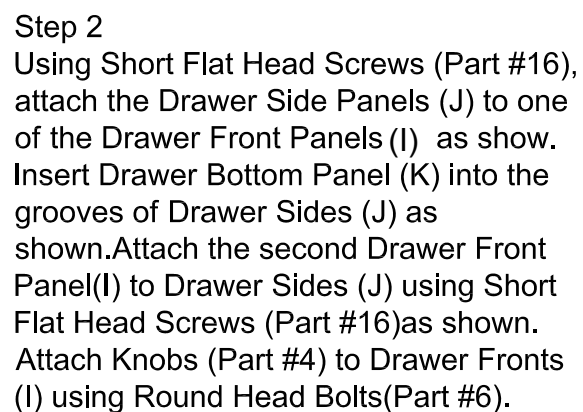 Step 2
Using Short Flat Head Screws (Part #16),
attach the Drawer Side Panels (J) to one
of the Drawer Front Panels (I) as show.
Insert Drawer Bottom Panel (K) into the
grooves of Drawer Sides (J) as
shown.Attach the second Drawer Front
Panel(I) to Drawer Sides (J) using Short
Flat Head Screws (Part #16)as shown.
Attach Knobs (Part #4) to Drawer Fronts
(I) using Round Head Bolts(Part #6).